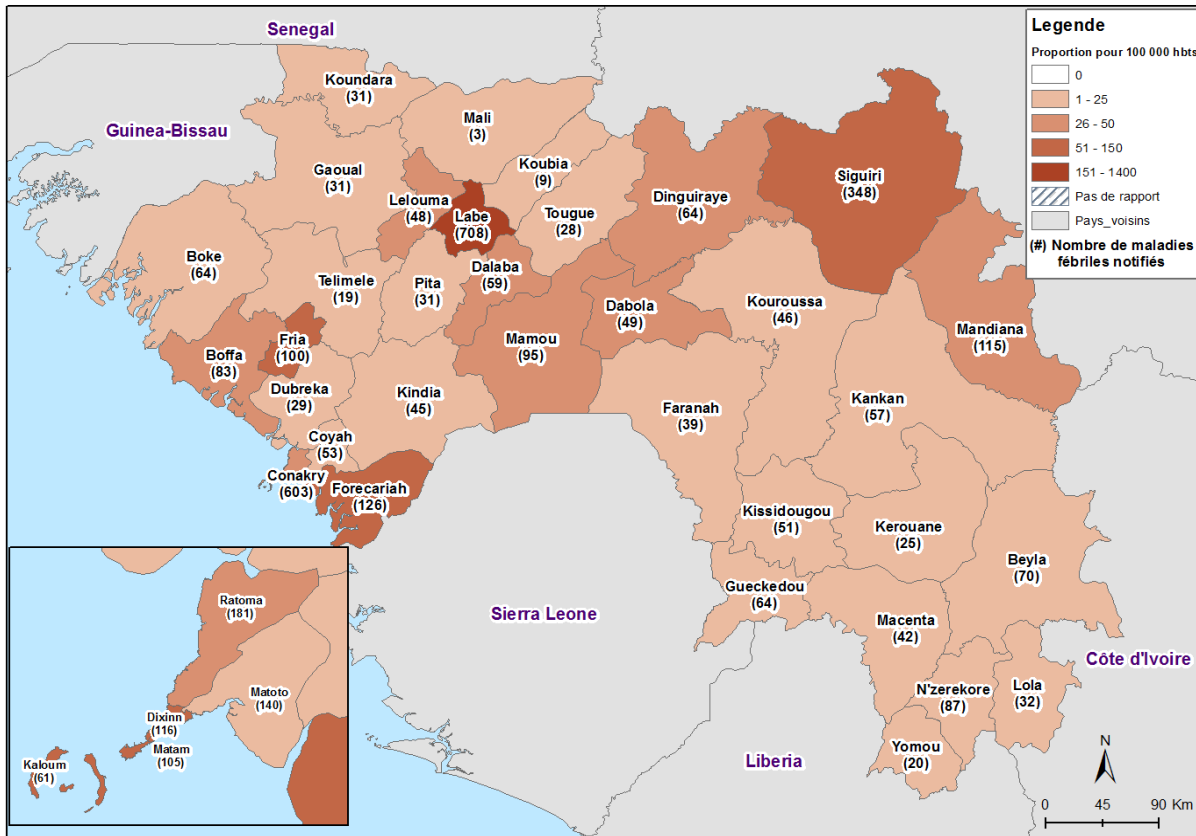 Senegal
Guinea-Bissau
Koundara
(31)
Mali
(3)
Gaoual
(31)
Koubia
(9)
Lelouma
(48)
Labe
(708)
Tougue
(28)
Dinguiraye
(64)
Siguiri
(348)
Boke
(64)
Telimele
(19)
Pita
(31)
Dalaba
(59)
Dabola
(49)
Kouroussa
(46)
Mandiana
(115)
Boffa
(83)
Fria
(100)
Mamou
(95)
Dubreka
(29)
Kindia
(45)
Faranah
(39)
Kankan
(57)
Coyah
(53)
Conakry
(603)
Forecariah
(126)
Kissidougou
(51)
Kerouane
(25)
Beyla
(70)
Gueckedou
(64)
Macenta
(42)
Sierra Leone
Côte d'Ivoire
N'zerekore
(87)
Lola
(32)
Yomou
(20)
Liberia
Ratoma
(181)
Matoto
(140)
Dixinn
(116)
Matam
(105)
Kaloum
(61)
Legende
Proportion pour 100 000 hbts
0
1 - 25
26 - 50
51 - 150
151 - 1400
Pas de rapport
Pays_voisins
(#) Nombre de maladies
fébriles notifiés
N
0 45 90 Km